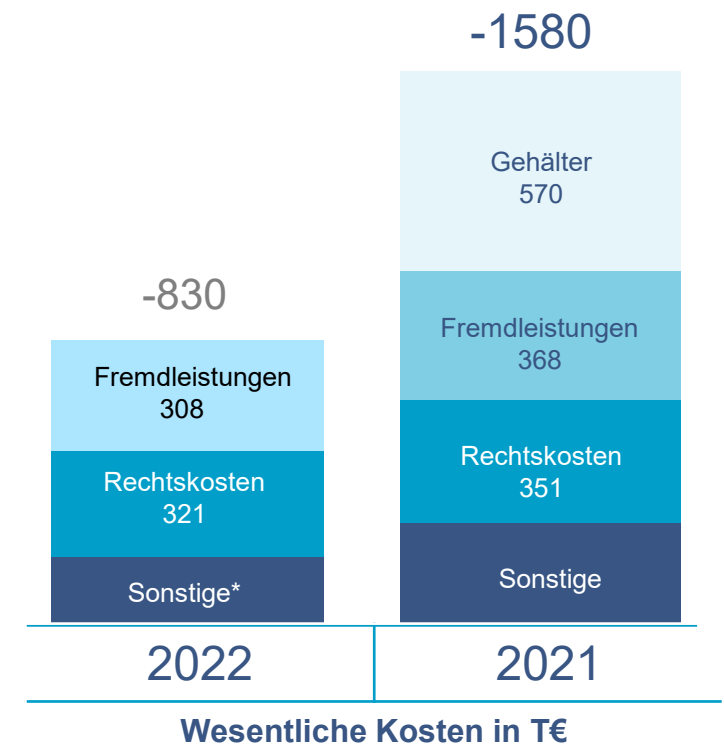 -1580
Gehälter
570
-830
Fremdleistungen
368
Fremdleistungen
308
Rechtskosten
351
Rechtskosten
321
Sonstige*
Sonstige
2022
2021
Wesentliche Kosten in T€